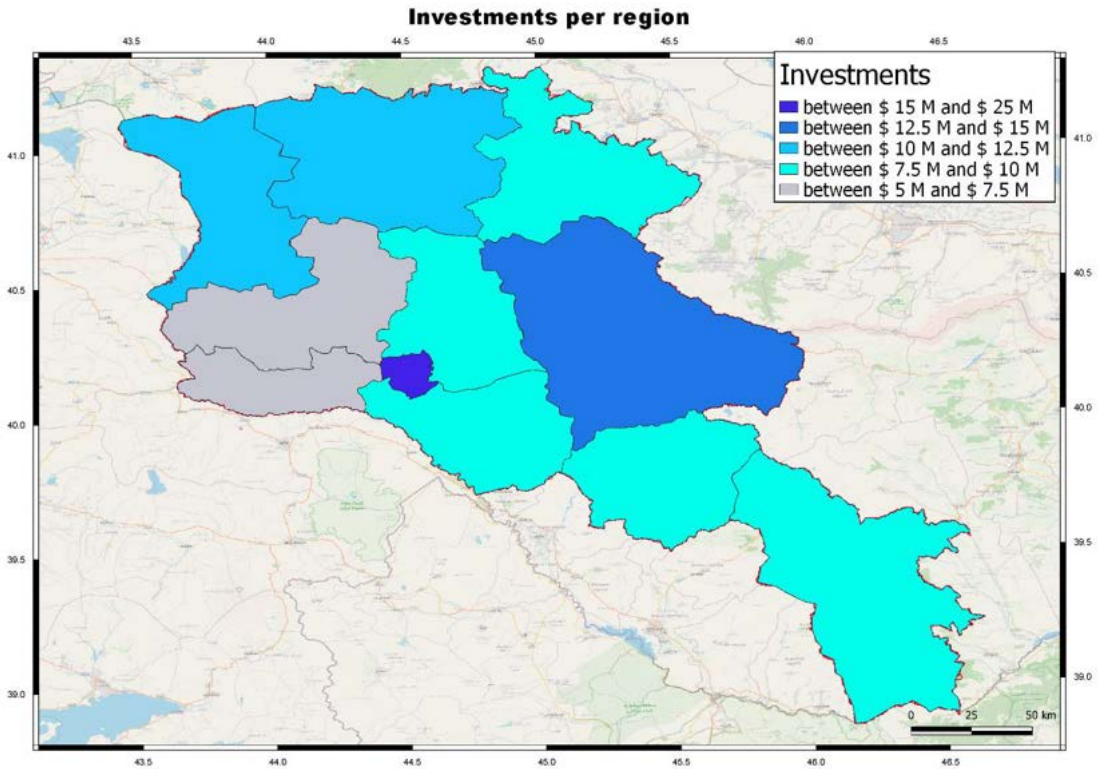 Investments per region
43.5 44.0 44.5 45.0 45.5 46.0 46.5
Investments
between $ 15 M and $ 25 M
between $ 12.5 M and $ 15 M
between $ 10 M and $ 12.5 M
between $ 7.5 M and $ 10 M
between $ 5 M and $ 7.5 M
41.0 41.0
40.5 40.5
40.0 40.0
39.5 39.5
39.0 39.0
0 25 50 km
43.5 44.0 44.5 45.0 45.5 46.0 46.5